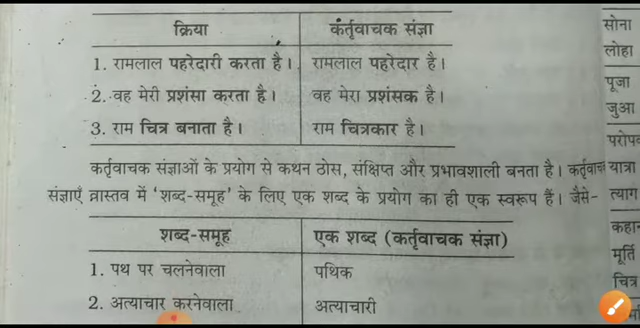 क्रिया कर्तृवाचक संज्ञा
1. रामलाल पहरेदारी करता है। रामलाल पहरेदार है।
2. वह मेरी प्रशंसा करता है। वह मेरा प्रशंसक है।
3. राम चित्र बनाता है। राम चित्रकार है।
कर्तृवाचक संज्ञाओं के प्रयोग से कथन ठोस, संक्षिप्त और प्रभावशाली बनता है। कर्तृवाचक
संज्ञाएँ वास्तव में 'शब्द-समूह' के लिए एक शब्द के प्रयोग का ही एक स्वरूप हैं। जैसे-
शब्द-समूह एक शब्द (कर्तृवाचक संज्ञा)
1. पथ पर चलनेवाला पथिक
2. अत्याचार करनेवाला अत्याचारी
सोना
लोहा
पूजा
जुआ
यात्रा
त्याग
मूर्ति
चित्र